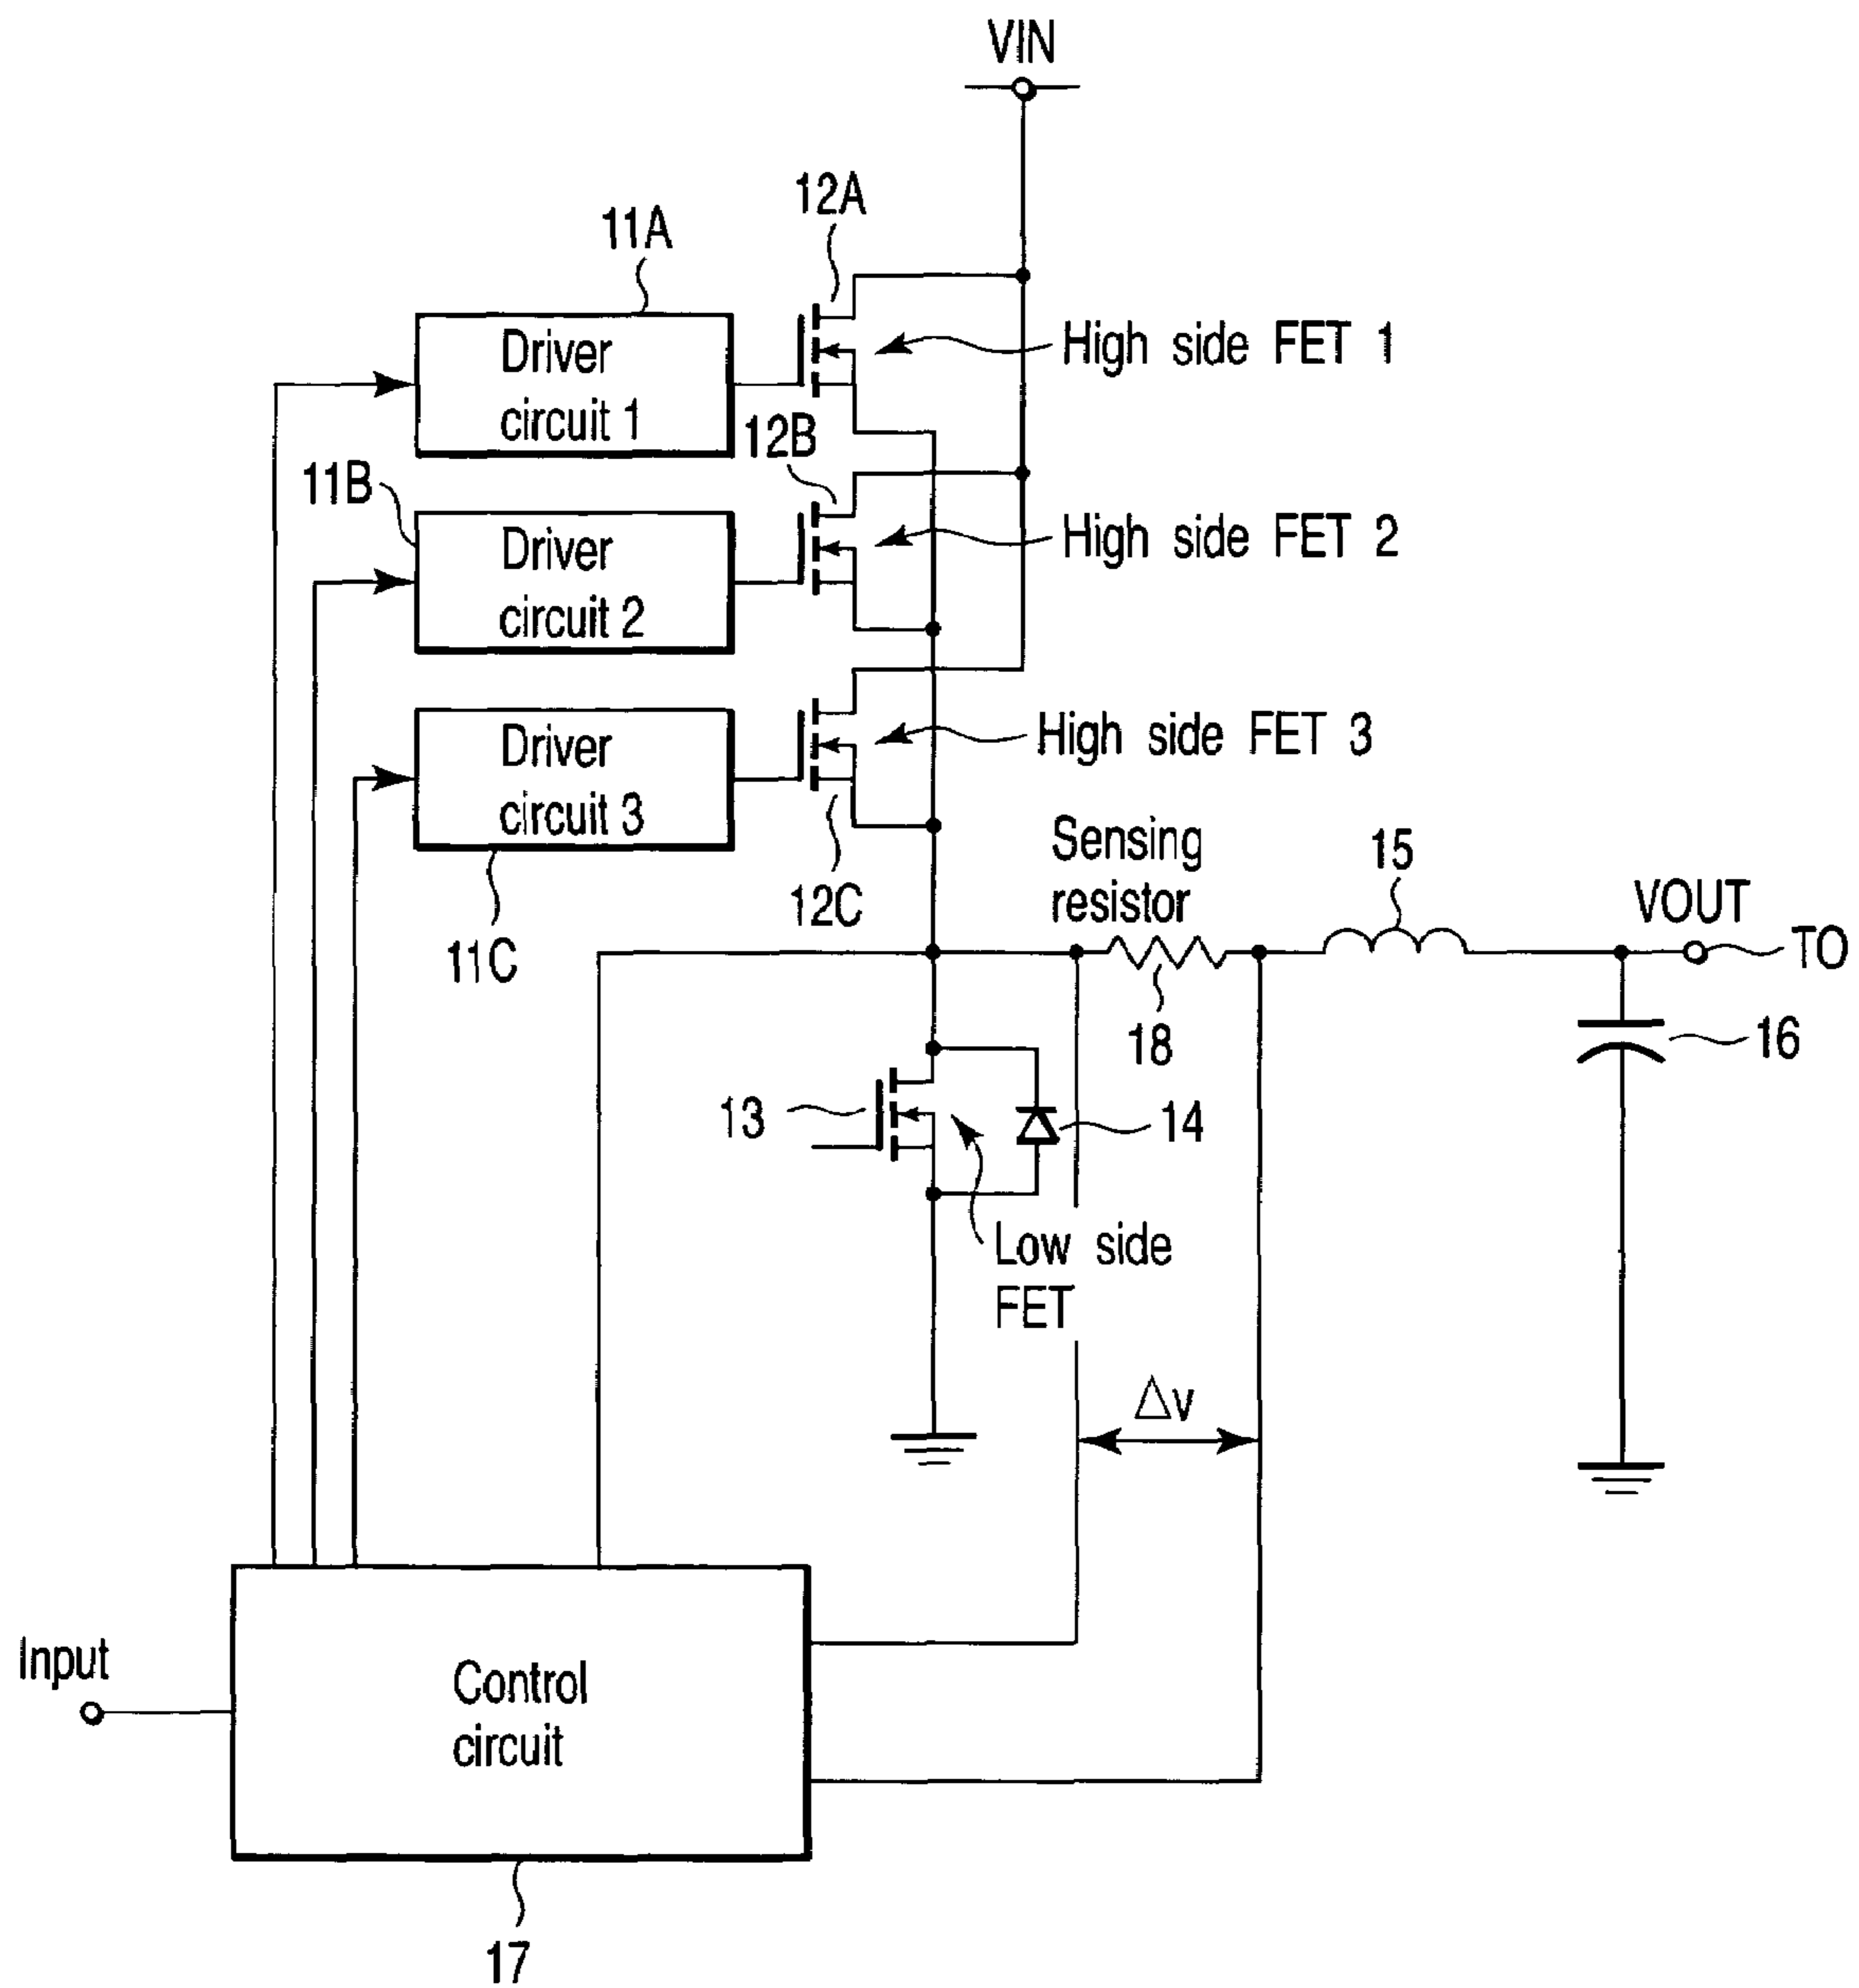 VIN
12A
11A
Driver
circuit 1
High side FET 1
12B
11B
Driver
circuit 2
High side FET 2
Driver
circuit 3
High side FET 3
12C
11C
Sensing
resistor
15
VOUT
TO
18
16
13
14
Low side
FET
Δv
Input
Control
circuit
17